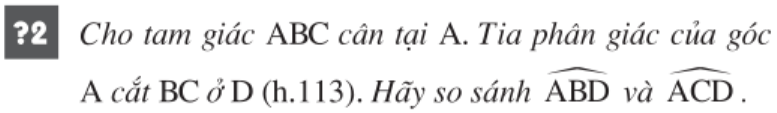 ?2 Cho tam giác ABC cân tại A. Tia phân giác của góc
A cắt BC ở D (h.113). Hãy so sánh $\widehat{ABD}$ và $\widehat{ACD}$ .